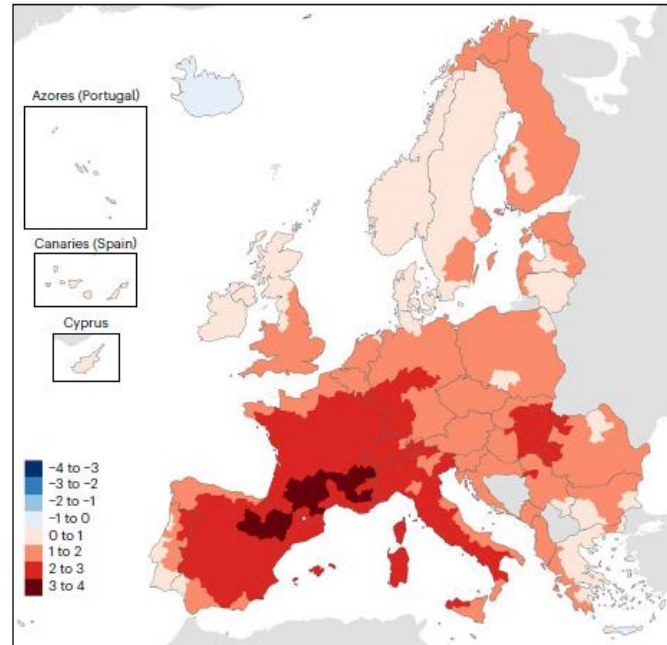 Azores (Portugal)
Canaries (Spain)
Cyprus
−4 to −3
−3 to −2
−2 to −1
−1 to 0
0 to 1
1 to 2
2 to 3
3 to 4